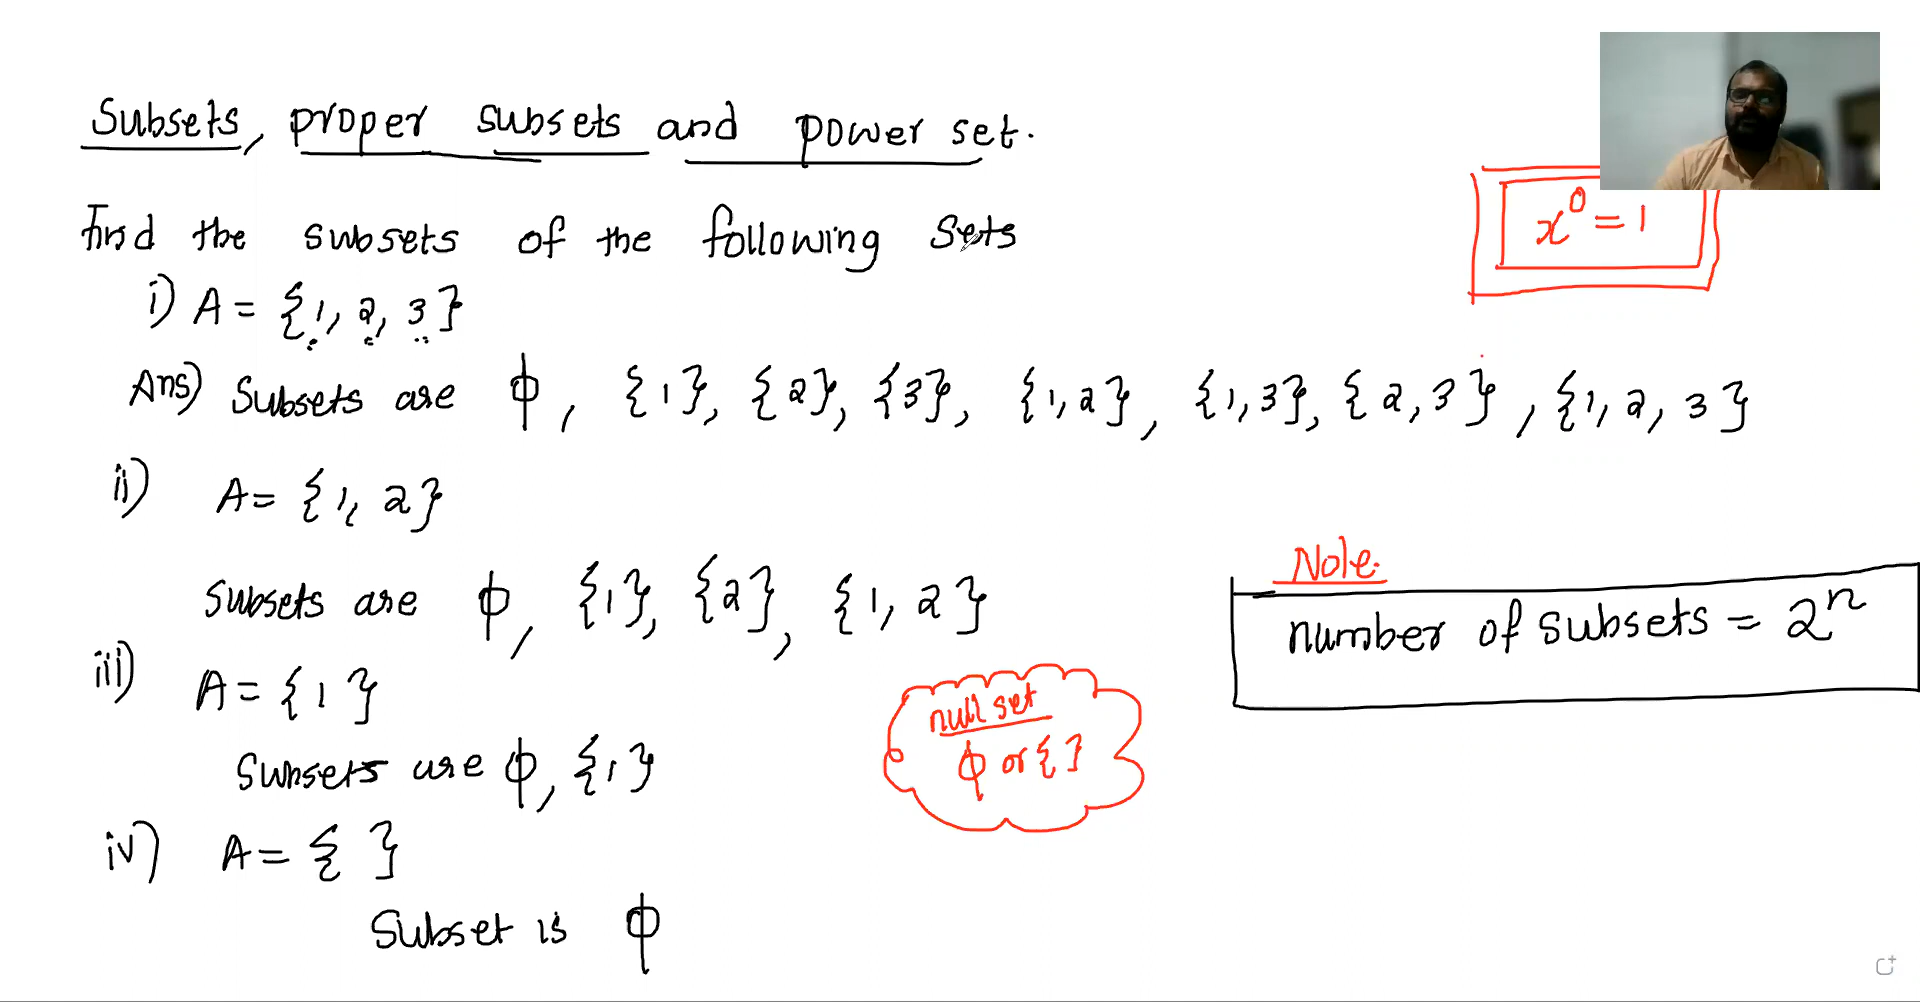 Subsets, proper subsets and power set.
Find the subsets of the following Sets
i) A = {1, 2, 3}
x⁰ = 1
Ans) Subsets are ϕ, {1}, {2}, {3}, {1,2}, {1,3}, {2,3}, {1, 2, 3}
ii) A = {1, 2}
Subsets are ϕ, {1}, {2}, {1, 2}
Note.
number of subsets = 2ⁿ
iii) A = {1}
Subsets are ϕ, {1}
null set
ϕ or { }
iv) A = { }
Subset is ϕ